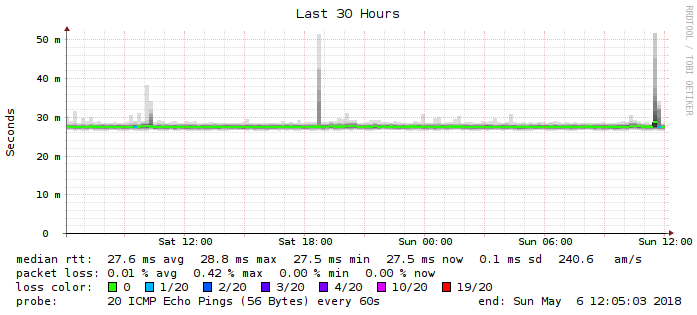 Last 30 Hours
RRDTOOL / TOBI OETIKER
Seconds
50 m
40 m
30 m
20 m
10 m
0
Sat 12:00 Sat 18:00 Sun 00:00 Sun 06:00 Sun 12:00
median rtt: 27.6 ms avg 28.8 ms max 27.5 ms min 27.5 ms now 0.1 ms sd 240.6 am/s
packet loss: 0.01 % avg 0.42 % max 0.00 % min 0.00 % now
loss color: 0 1/20 2/20 3/20 4/20 10/20 19/20
probe: 20 ICMP Echo Pings (56 Bytes) every 60s end: Sun May 6 12:05:03 2018